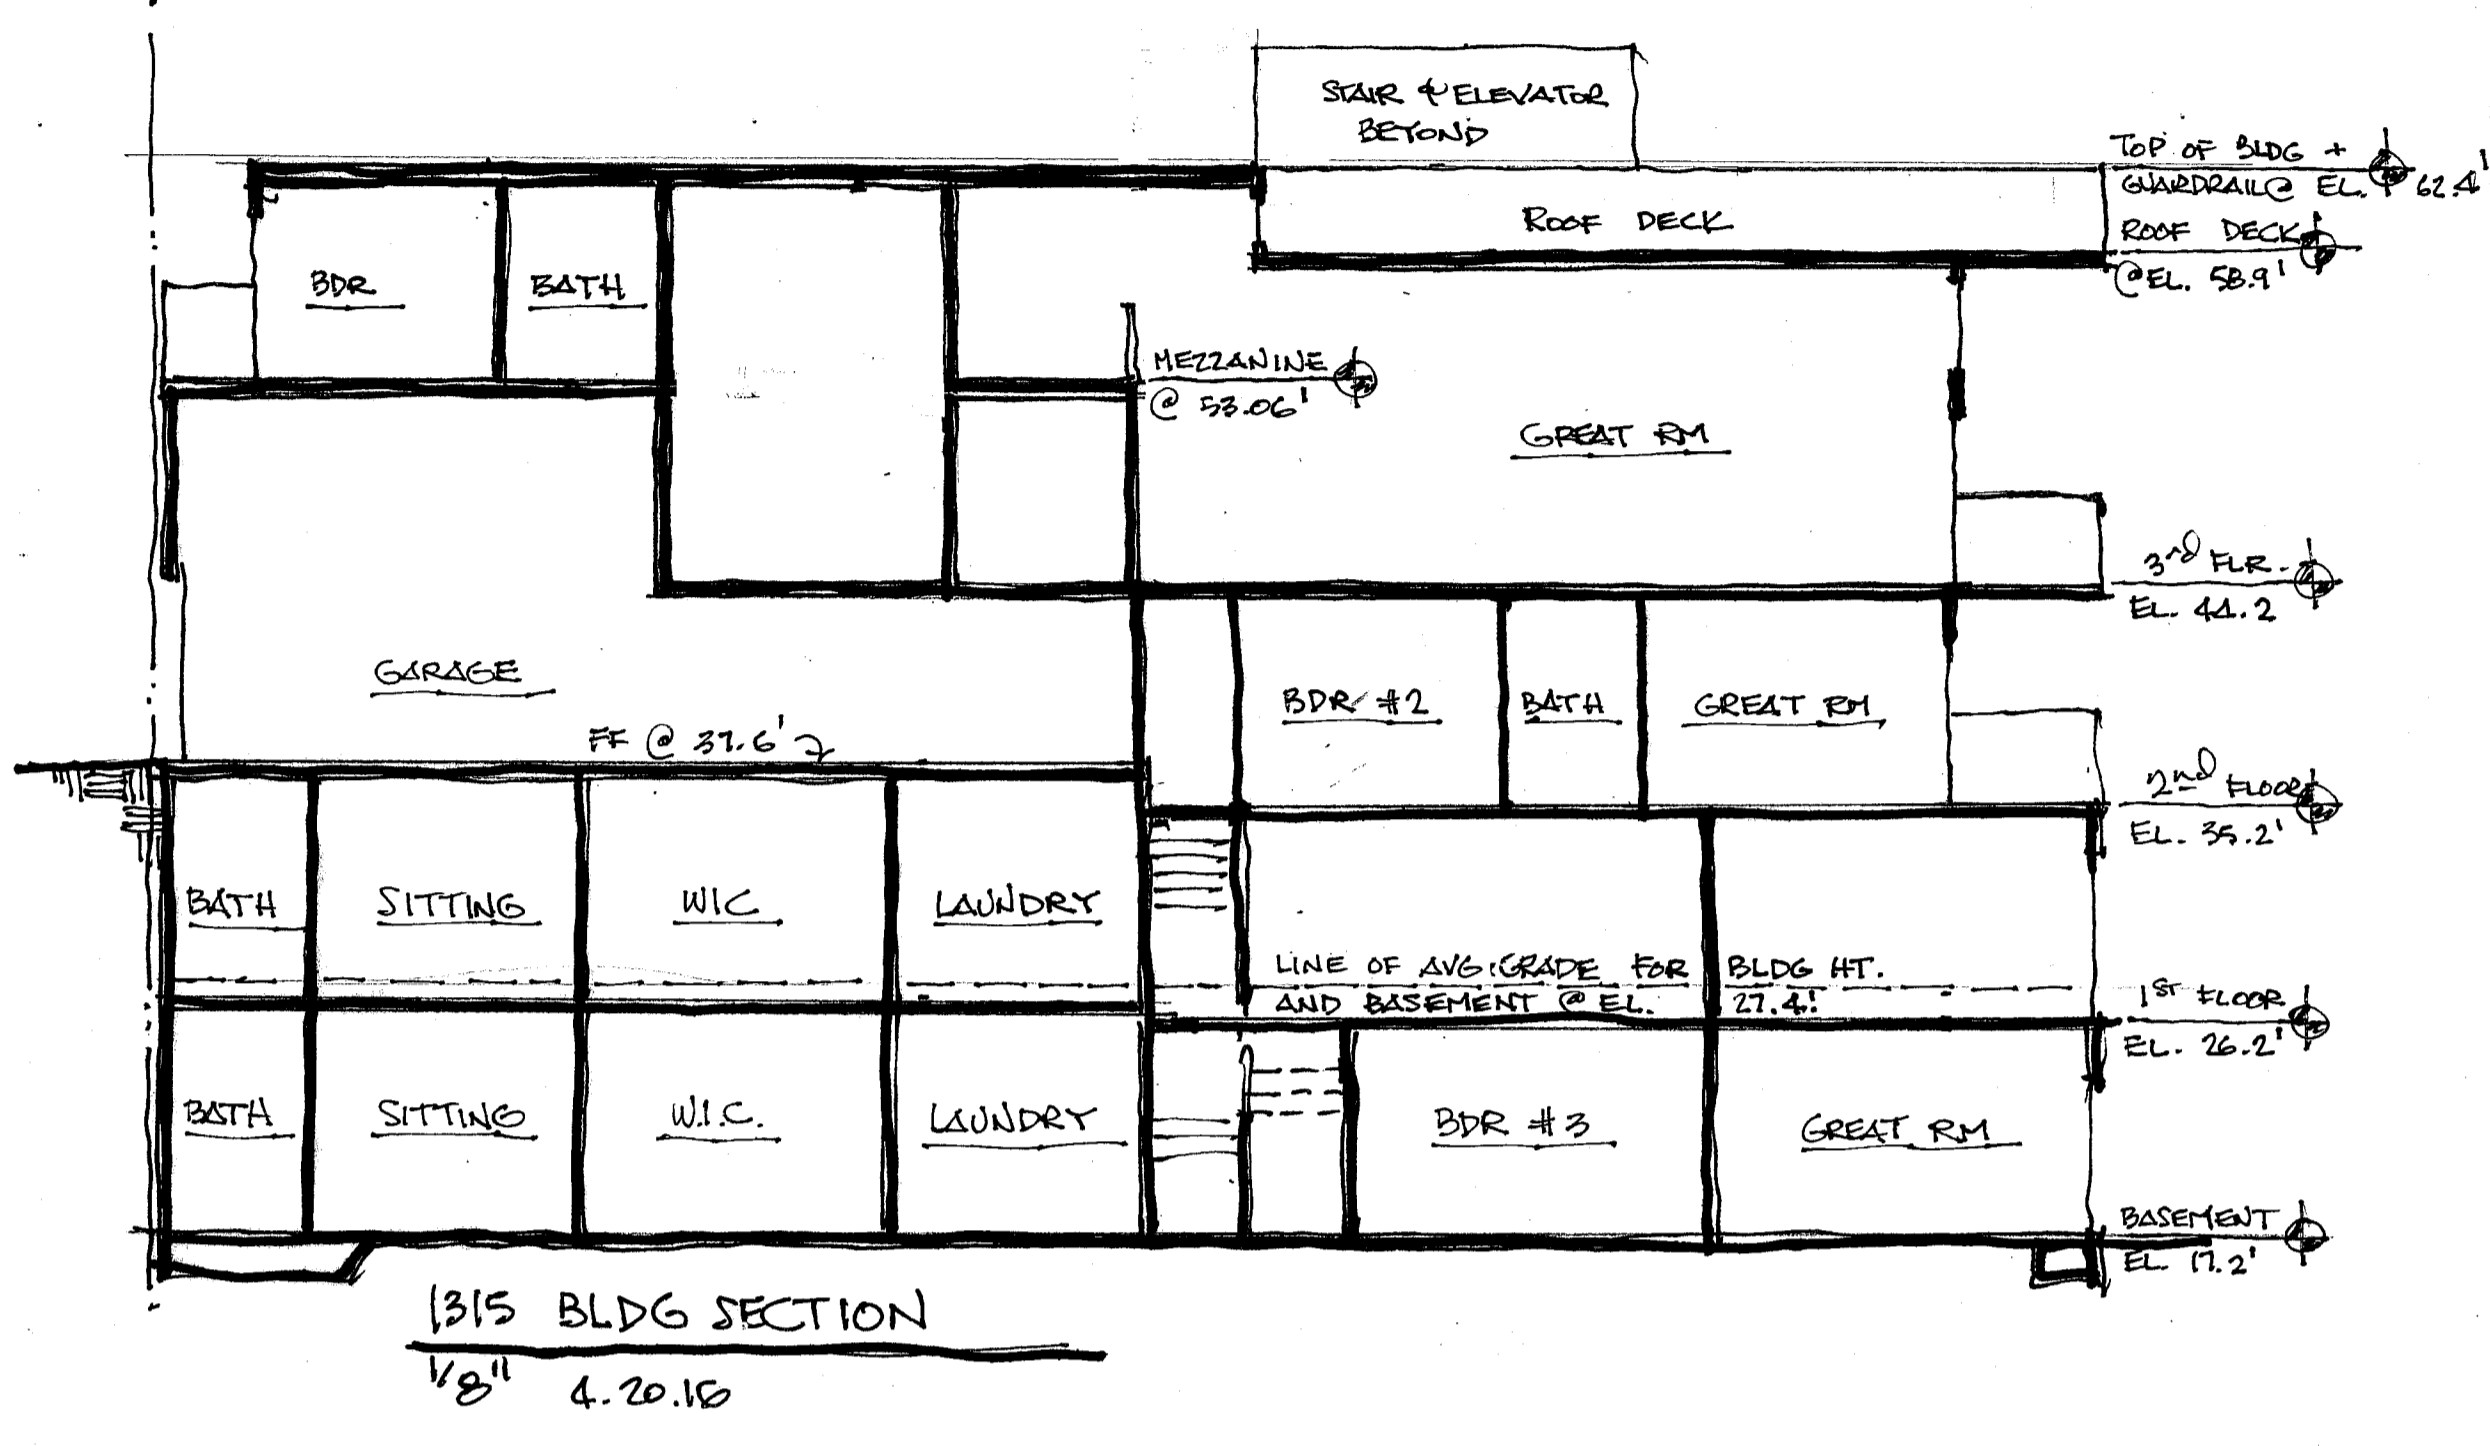 STAIR & ELEVATOR
BEYOND
TOP OF BLDG +
GUARDRAIL @ EL. 62.4'
ROOF DECK
ROOF DECK
@ EL. 58.9'
BDR
BATH
MEZZANINE
@ 53.06'
GREAT RM
3rd FLR.
EL. 44.2
GARAGE
FF @ 37.6'
BDR #2
BATH
GREAT RM
2nd FLOOR
EL. 35.2'
BATH
SITTING
WIC
LAUNDRY
LINE OF AVG. GRADE FOR BLDG HT.
AND BASEMENT @ EL. 27.4'
1ST FLOOR
EL. 26.2'
BATH
SITTING
W.I.C.
LAUNDRY
BDR #3
GREAT RM
BASEMENT
EL. 17.2'
1315 BLDG SECTION
1/8" 4.20.15